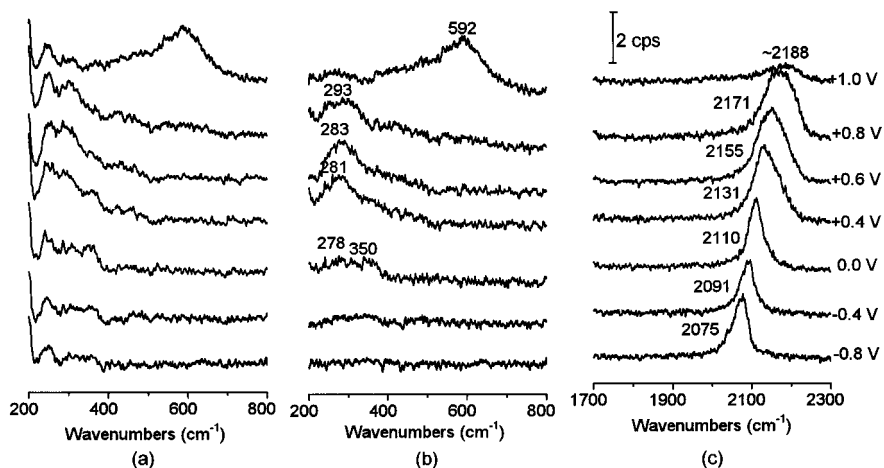 2 cps
592
~2188
+1.0 V
293
2171
+0.8 V
283
2155
+0.6 V
281
2131
+0.4 V
278 350
2110
0.0 V
2091
-0.4 V
2075
-0.8 V
200 400 600 800
200 400 600 800
1700 1900 2100 2300
Wavenumbers (cm-1)
Wavenumbers (cm-1)
Wavenumbers (cm-1)
(a)
(b)
(c)